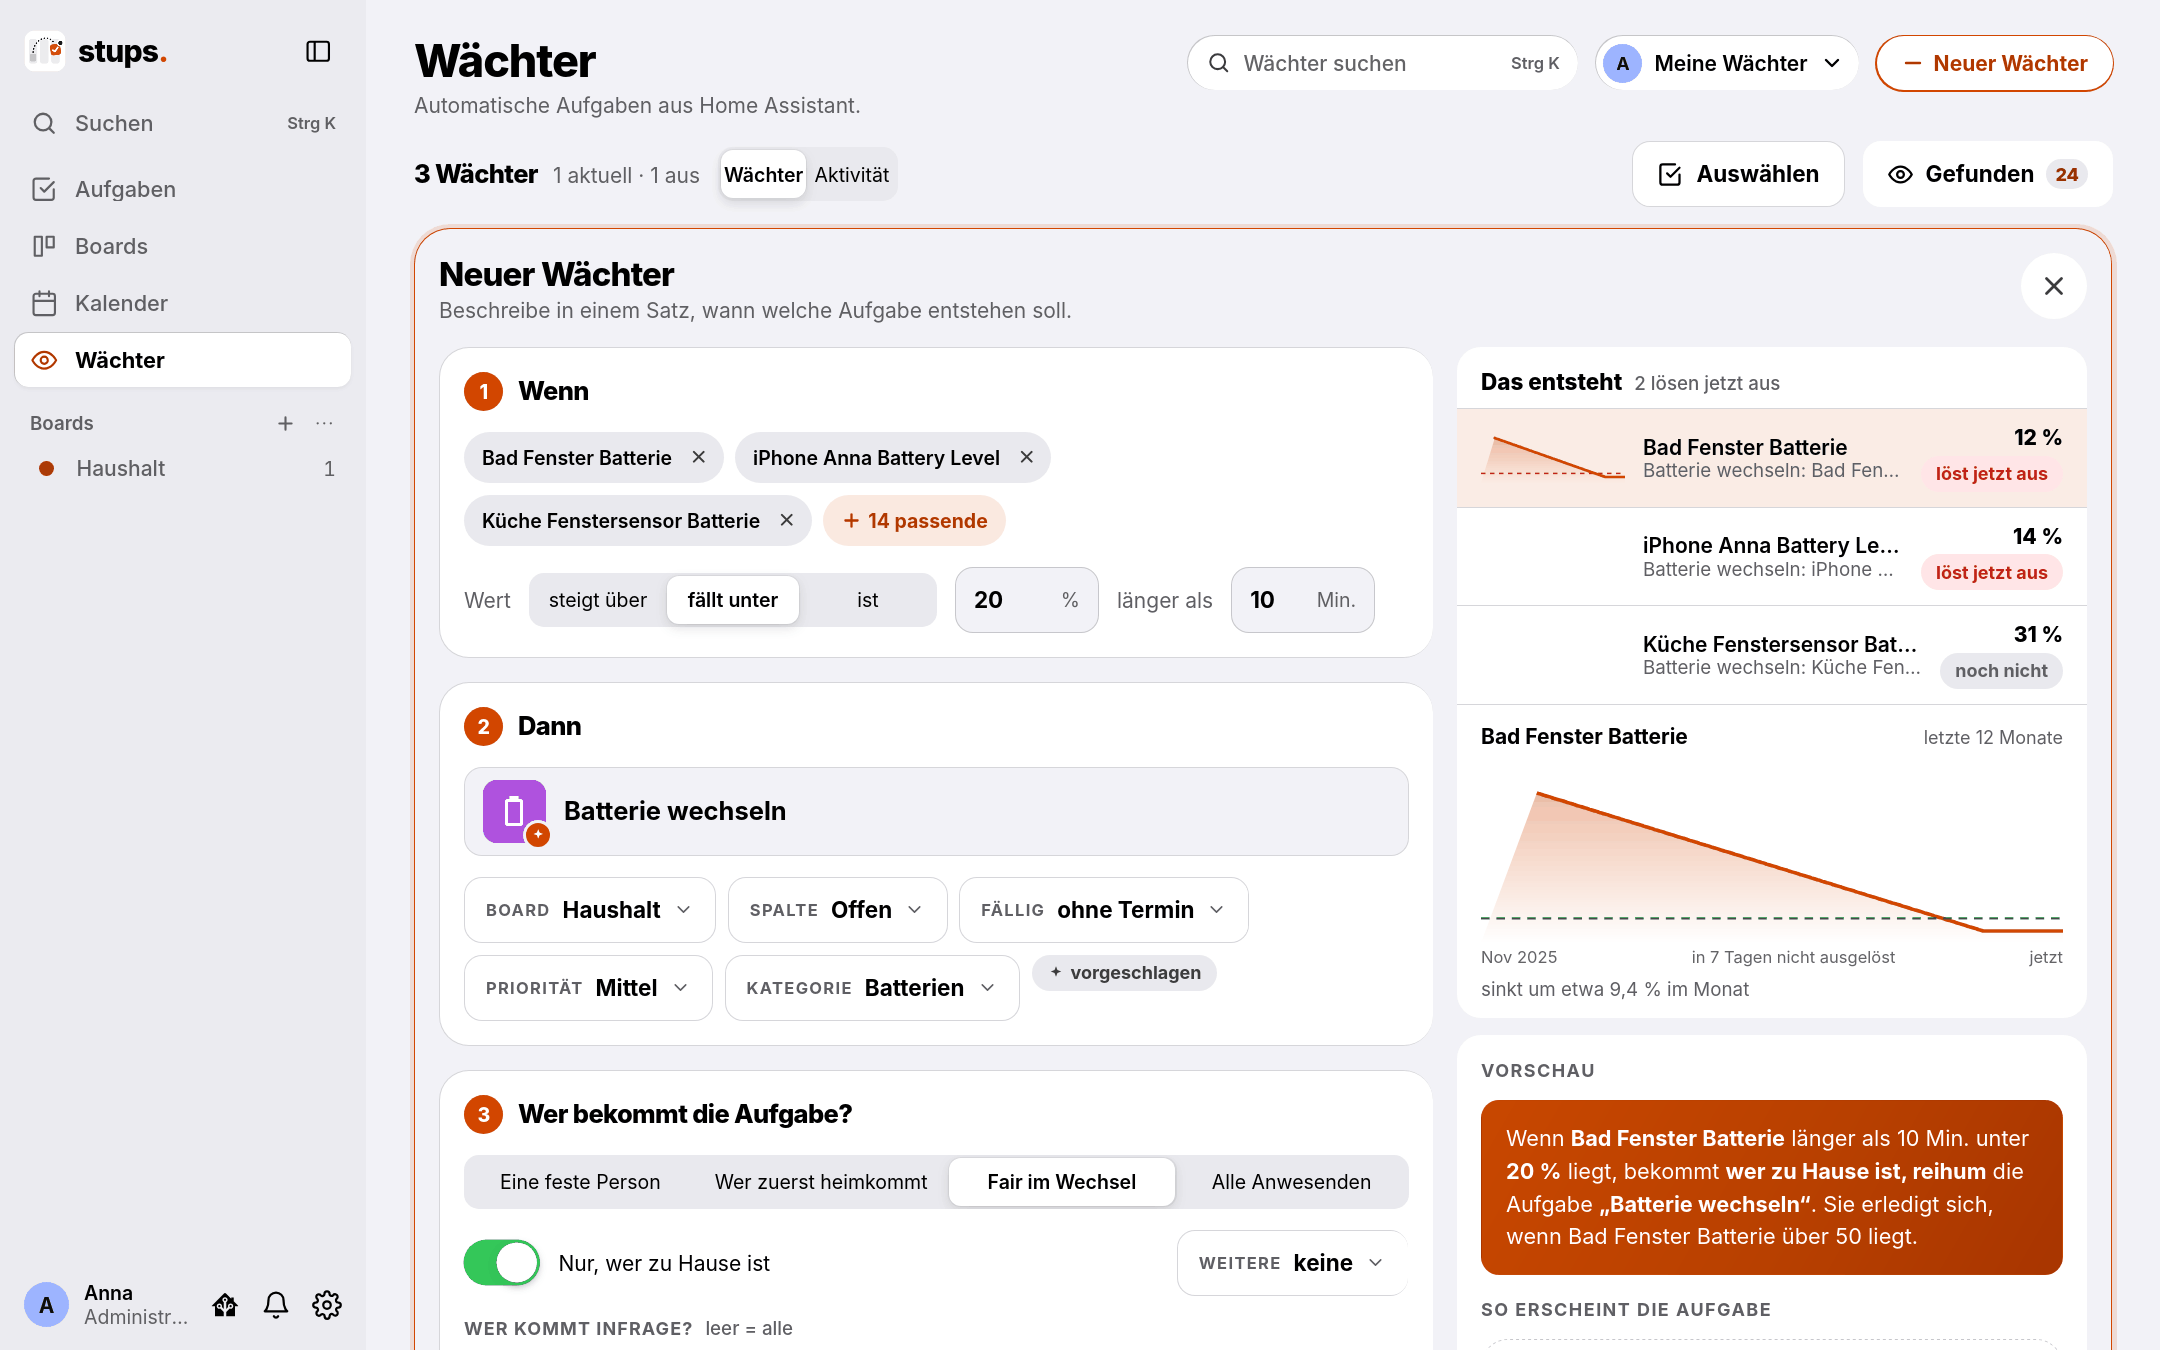 stups.
Suchen
Strg K
Aufgaben
Boards
Kalender
Wächter
Boards
Haushalt
1
A
Anna
Administr...
Wächter
Automatische Aufgaben aus Home Assistant.
Wächter suchen
Strg K
A
Meine Wächter
Neuer Wächter
3 Wächter
1 aktuell · 1 aus
Wächter
Aktivität
Auswählen
Gefunden
24
Neuer Wächter
Beschreibe in einem Satz, wann welche Aufgabe entstehen soll.
1
Wenn
Bad Fenster Batterie
iPhone Anna Battery Level
Küche Fenstersensor Batterie
+ 14 passende
Wert
steigt über
fällt unter
ist
20 %
länger als
10 Min.
2
Dann
Batterie wechseln
BOARD Haushalt
SPALTE Offen
FÄLLIG ohne Termin
PRIORITÄT Mittel
KATEGORIE Batterien
vorgeschlagen
3
Wer bekommt die Aufgabe?
Eine feste Person
Wer zuerst heimkommt
Fair im Wechsel
Alle Anwesenden
Nur, wer zu Hause ist
WEITERE keine
WER KOMMT INFRAGE? leer = alle
Das entsteht
2 lösen jetzt aus
Bad Fenster Batterie
Batterie wechseln: Bad Fen...
12 %
löst jetzt aus
iPhone Anna Battery Le...
Batterie wechseln: iPhone ...
14 %
löst jetzt aus
Küche Fenstersensor Bat...
Batterie wechseln: Küche Fen...
31 %
noch nicht
Bad Fenster Batterie
letzte 12 Monate
Nov 2025
in 7 Tagen nicht ausgelöst
jetzt
sinkt um etwa 9,4 % im Monat
VORSCHAU
Wenn Bad Fenster Batterie länger als 10 Min. unter
20 % liegt, bekommt wer zu Hause ist, reihum die
Aufgabe „Batterie wechseln“. Sie erledigt sich,
wenn Bad Fenster Batterie über 50 liegt.
SO ERSCHEINT DIE AUFGABE